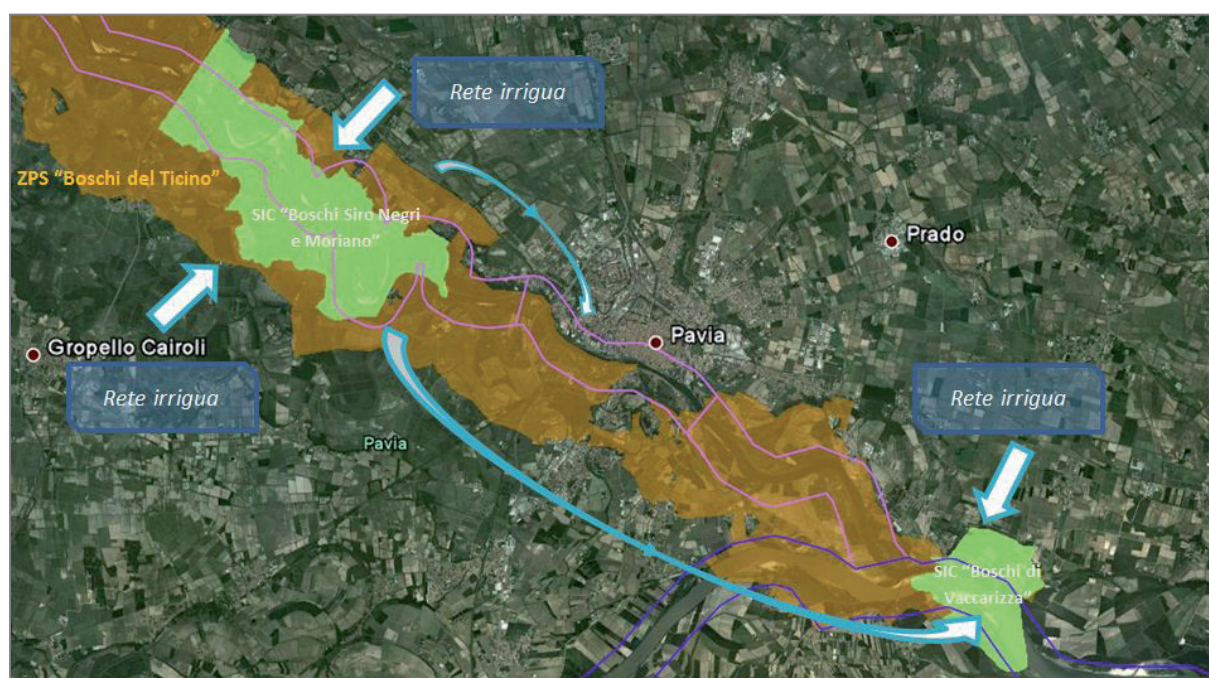 Rete irrigua
ZPS “Boschi del Ticino”
SIC “Boschi Siro Negri
e Moriano”
Prado
Pavia
Gropello Cairoli
Rete irrigua
Rete irrigua
Pavia
SIC “Boschi di
Vaccarizza”